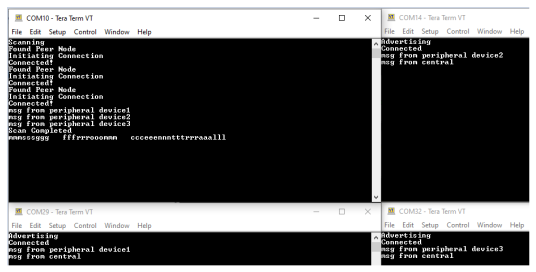 COM10 - Tera Term VT
File Edit Setup Control Window Help
Scanning
Found Peer Node
Initiating Connection
Connected!
Found Peer Node
Initiating Connection
Connected!
Found Peer Node
Initiating Connection
Connected!
msg from peripheral device1
msg from peripheral device2
msg from peripheral device3
Scan Completed
mmmsssggg fffrrrooommm ccceeennntttrrraaalll
COM14 - Tera Term VT
File Edit Setup Control Window Help
Advertising
Connected
msg from peripheral device2
msg from central
COM29 - Tera Term VT
File Edit Setup Control Window Help
Advertising
Connected
msg from peripheral device1
msg from central
COM32 - Tera Term VT
File Edit Setup Control Window Help
Advertising
Connected
msg from peripheral device3
msg from central